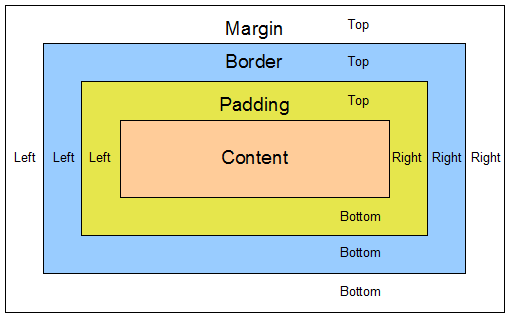 Margin Top
Border Top
Padding Top
Left Left Left Content Right Right Right
Bottom
Bottom
Bottom